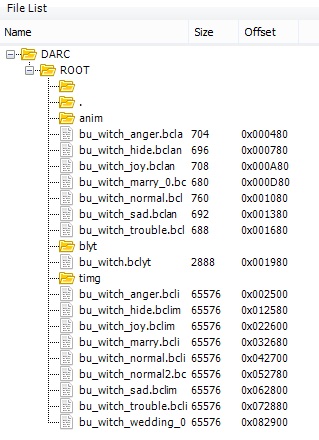 File List
Name Size Offset
DARC
ROOT
.
anim
bu_witch_anger.bcla 704 0x000480
bu_witch_hide.bclan 696 0x000780
bu_witch_joy.bclan 708 0x000A80
bu_witch_marry_0.bc 680 0x000D80
bu_witch_normal.bcl 760 0x001080
bu_witch_sad.bclan 692 0x001380
bu_witch_trouble.bcl 688 0x001680
blyt
bu_witch.bclyt 2888 0x001980
timg
bu_witch_anger.bcli 65576 0x002500
bu_witch_hide.bclim 65576 0x012580
bu_witch_joy.bclim 65576 0x022600
bu_witch_marry.bcli 65576 0x032680
bu_witch_normal.bcli 65576 0x042700
bu_witch_normal2.bc 65576 0x052780
bu_witch_sad.bclim 65576 0x062800
bu_witch_trouble.bcli 65576 0x072880
bu_witch_wedding_0 65576 0x082900